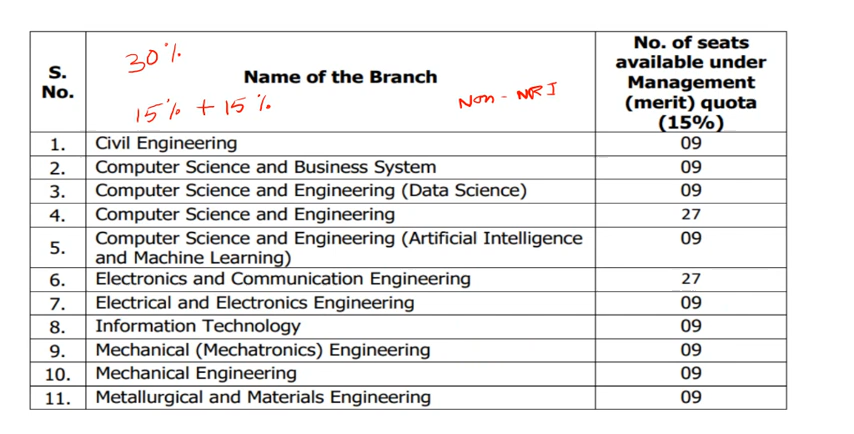 30%
15% + 15%
Non - NRI
S. No.
Name of the Branch
No. of seats
available under
Management
(merit) quota
(15%)
1. Civil Engineering 09
2. Computer Science and Business System 09
3. Computer Science and Engineering (Data Science) 09
4. Computer Science and Engineering 27
5. Computer Science and Engineering (Artificial Intelligence 09
and Machine Learning)
6. Electronics and Communication Engineering 27
7. Electrical and Electronics Engineering 09
8. Information Technology 09
9. Mechanical (Mechatronics) Engineering 09
10. Mechanical Engineering 09
11. Metallurgical and Materials Engineering 09